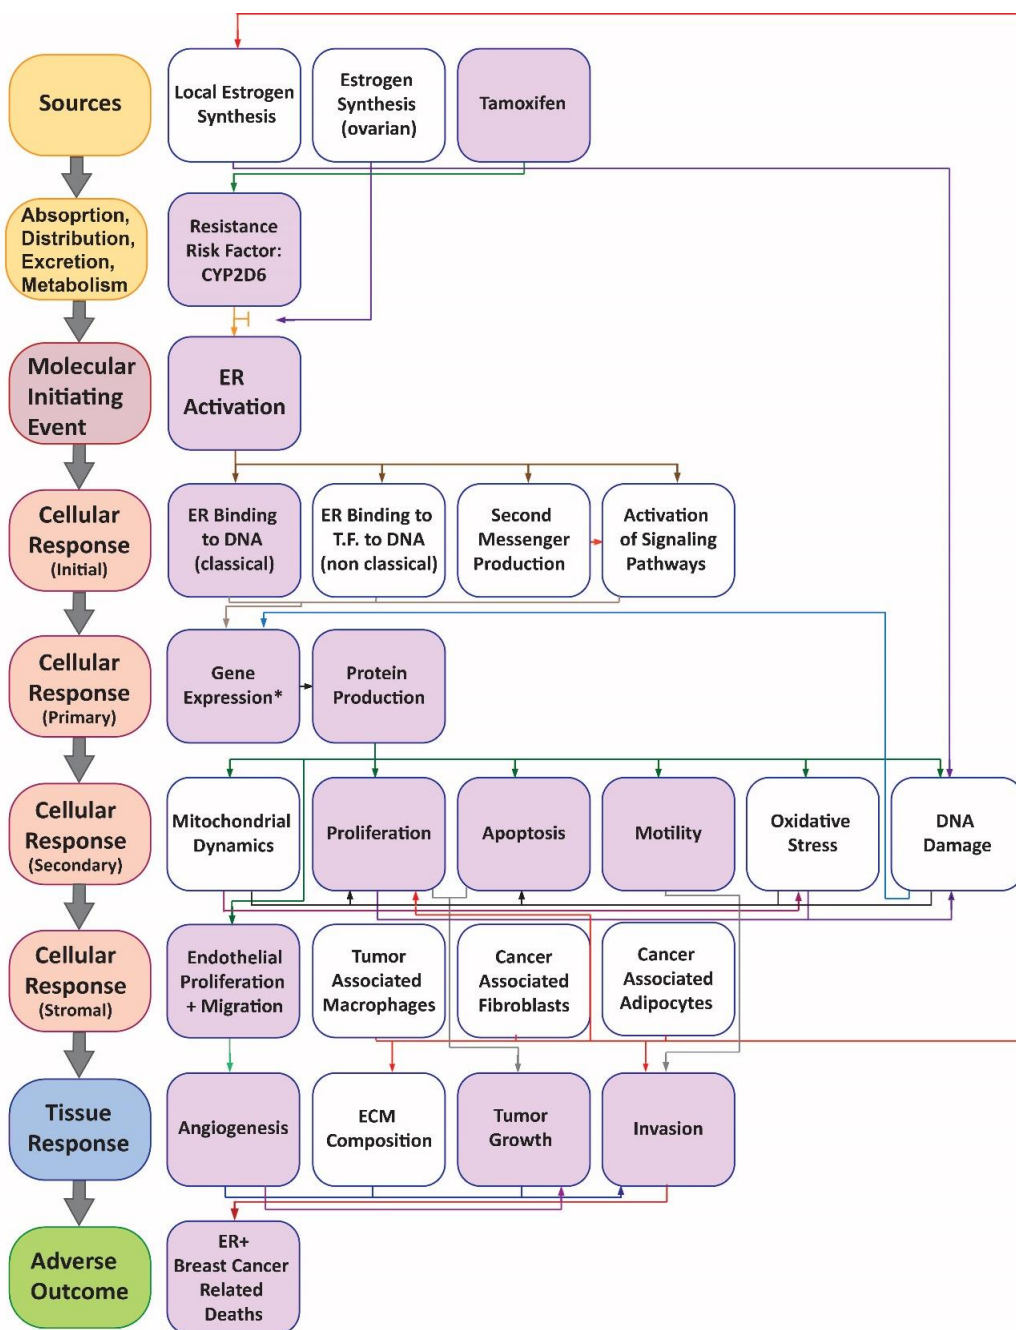 Sources
Local Estrogen
Synthesis
Estrogen
Synthesis
(ovarian)
Tamoxifen
Absoprtion,
Distribution,
Excretion,
Metabolism
Resistance
Risk Factor:
CYP2D6
Molecular
Initiating
Event
ER
Activation
Cellular
Response
(Initial)
ER Binding
to DNA
(classical)
ER Binding to
T.F. to DNA
(non classical)
Second
Messenger
Production
Activation
of Signaling
Pathways
Cellular
Response
(Primary)
Gene
Expression*
Protein
Production
Cellular
Response
(Secondary)
Mitochondrial
Dynamics
Proliferation
Apoptosis
Motility
Oxidative
Stress
DNA
Damage
Cellular
Response
(Stromal)
Endothelial
Proliferation
+ Migration
Tumor
Associated
Macrophages
Cancer
Associated
Fibroblasts
Cancer
Associated
Adipocytes
Tissue
Response
Angiogenesis
ECM
Composition
Tumor
Growth
Invasion
Adverse
Outcome
ER+
Breast Cancer
Related
Deaths